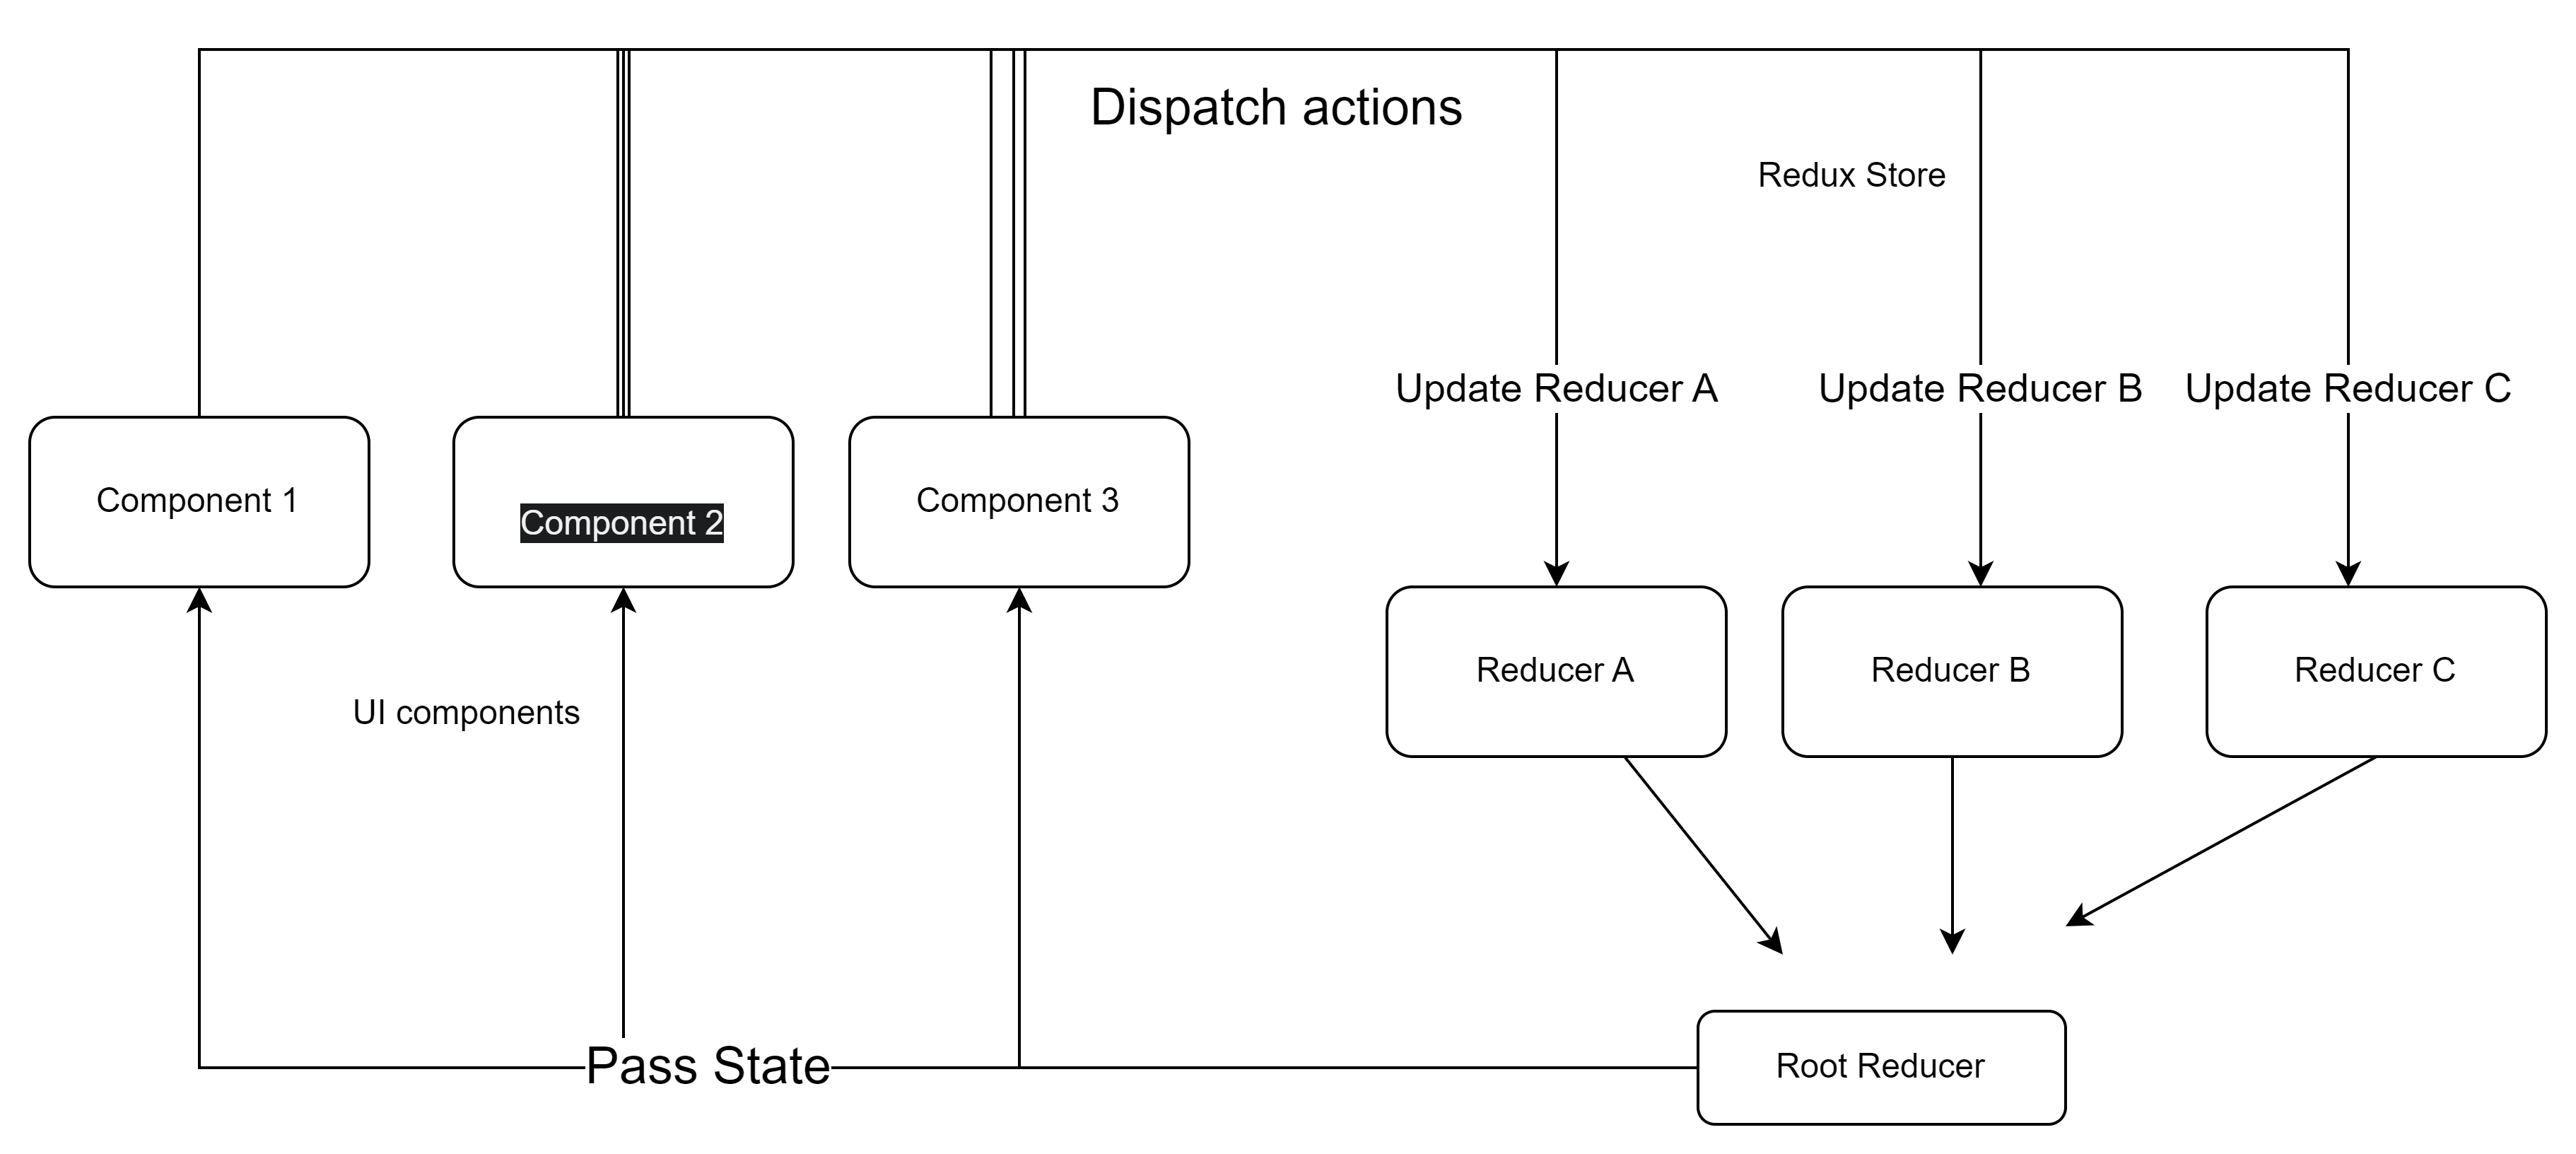 Dispatch actions
Redux Store
Update Reducer A
Update Reducer B
Update Reducer C
Component 1
Component 2
Component 3
Reducer A
Reducer B
Reducer C
UI components
Pass State
Root Reducer